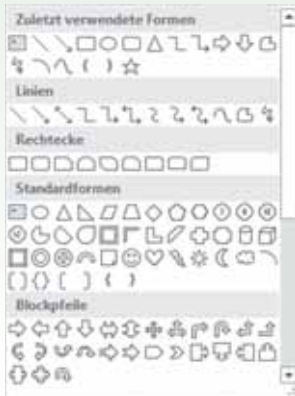 Zuletzt verwendete Formen
Linien
Rechtecke
Standardformen
Blockpfeile